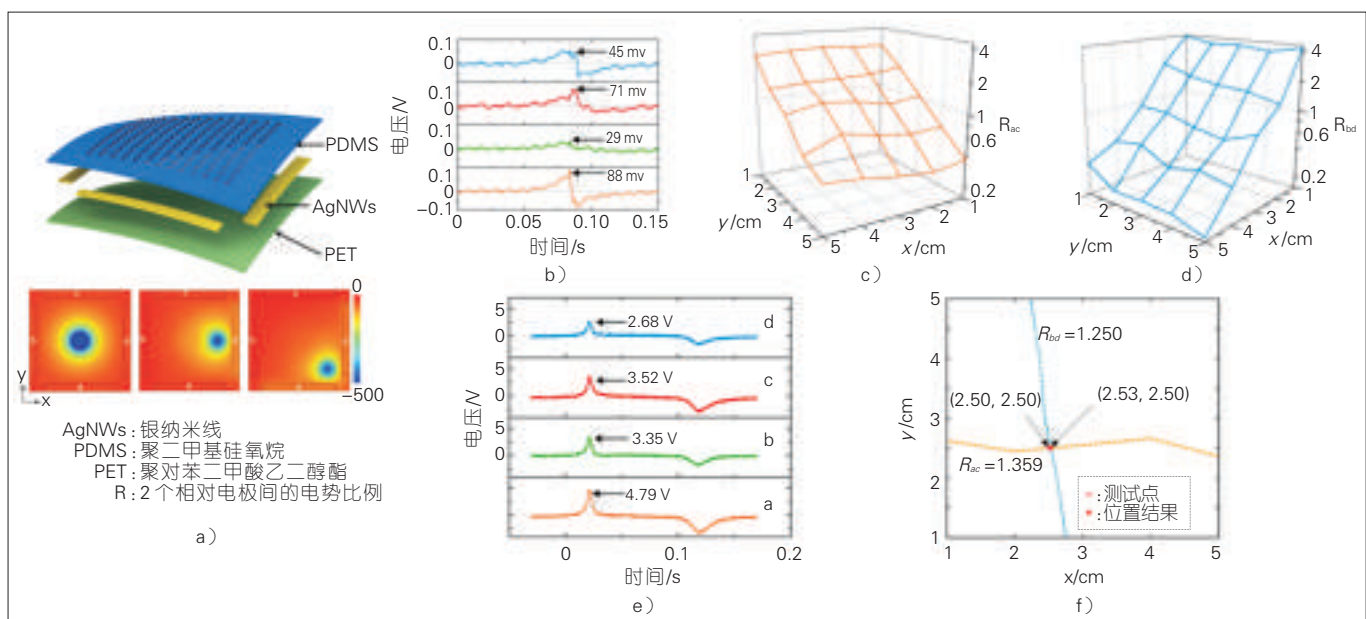 PDMS
AgNWs
PET
0
-500
y
x
AgNWs：银纳米线
PDMS：聚二甲基硅氧烷
PET：聚对苯二甲酸乙二醇酯
R：2 个相对电极间的电势比例
a）
电压/V
0.1
0
45 mv
0.1
0
71 mv
0.1
0
29 mv
0.1
0
-0.1
88 mv
0 0.05 0.10 0.15
时间/s
b）
4
2
1
0.6
0.2
R_ac
1 2 3 4 5
y/cm
5 4 3 2 1
x/cm
c）
4
2
1
0.6
0.2
R_bd
1 2 3 4 5
y/cm
5 4 3 2 1
x/cm
d）
电压/V
5
0
2.68 V
d
5
0
3.52 V
c
5
0
3.35 V
b
4.79 V
a
0 0.1 0.2
时间/s
e）
y/cm
5
4
3
2
1
R_bd=1.250
(2.50, 2.50)
(2.53, 2.50)
R_ac=1.359
：测试点
：位置结果
1 2 3 4 5
x/cm
f）